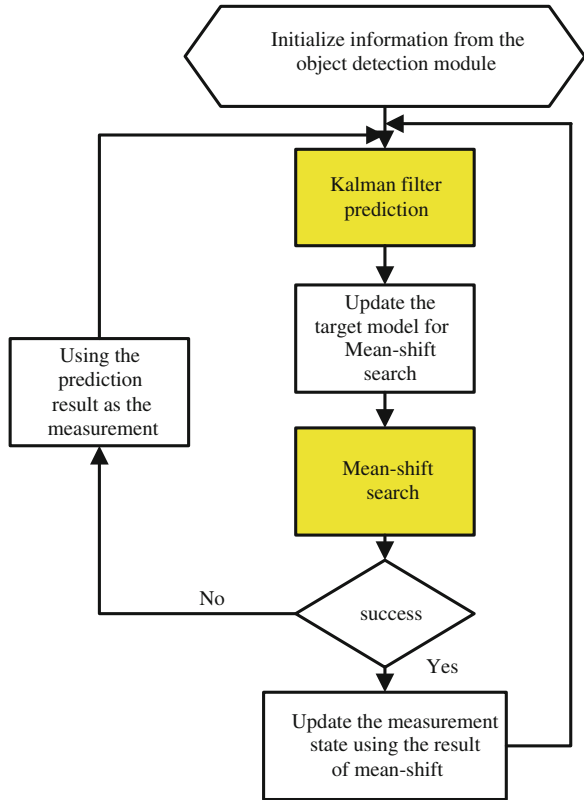 Initialize information from the
object detection module
Kalman filter
prediction
Update the
target model for
Mean-shift
search
Using the
prediction
result as the
measurement
Mean-shift
search
No
success
Yes
Update the measurement
state using the result
of mean-shift